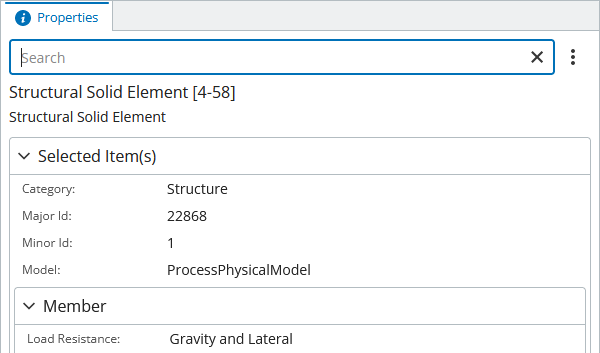 Properties
Search
Structural Solid Element [4-58]
Structural Solid Element
Selected Item(s)
Category: Structure
Major Id: 22868
Minor Id: 1
Model: ProcessPhysicalModel
Member
Load Resistance: Gravity and Lateral